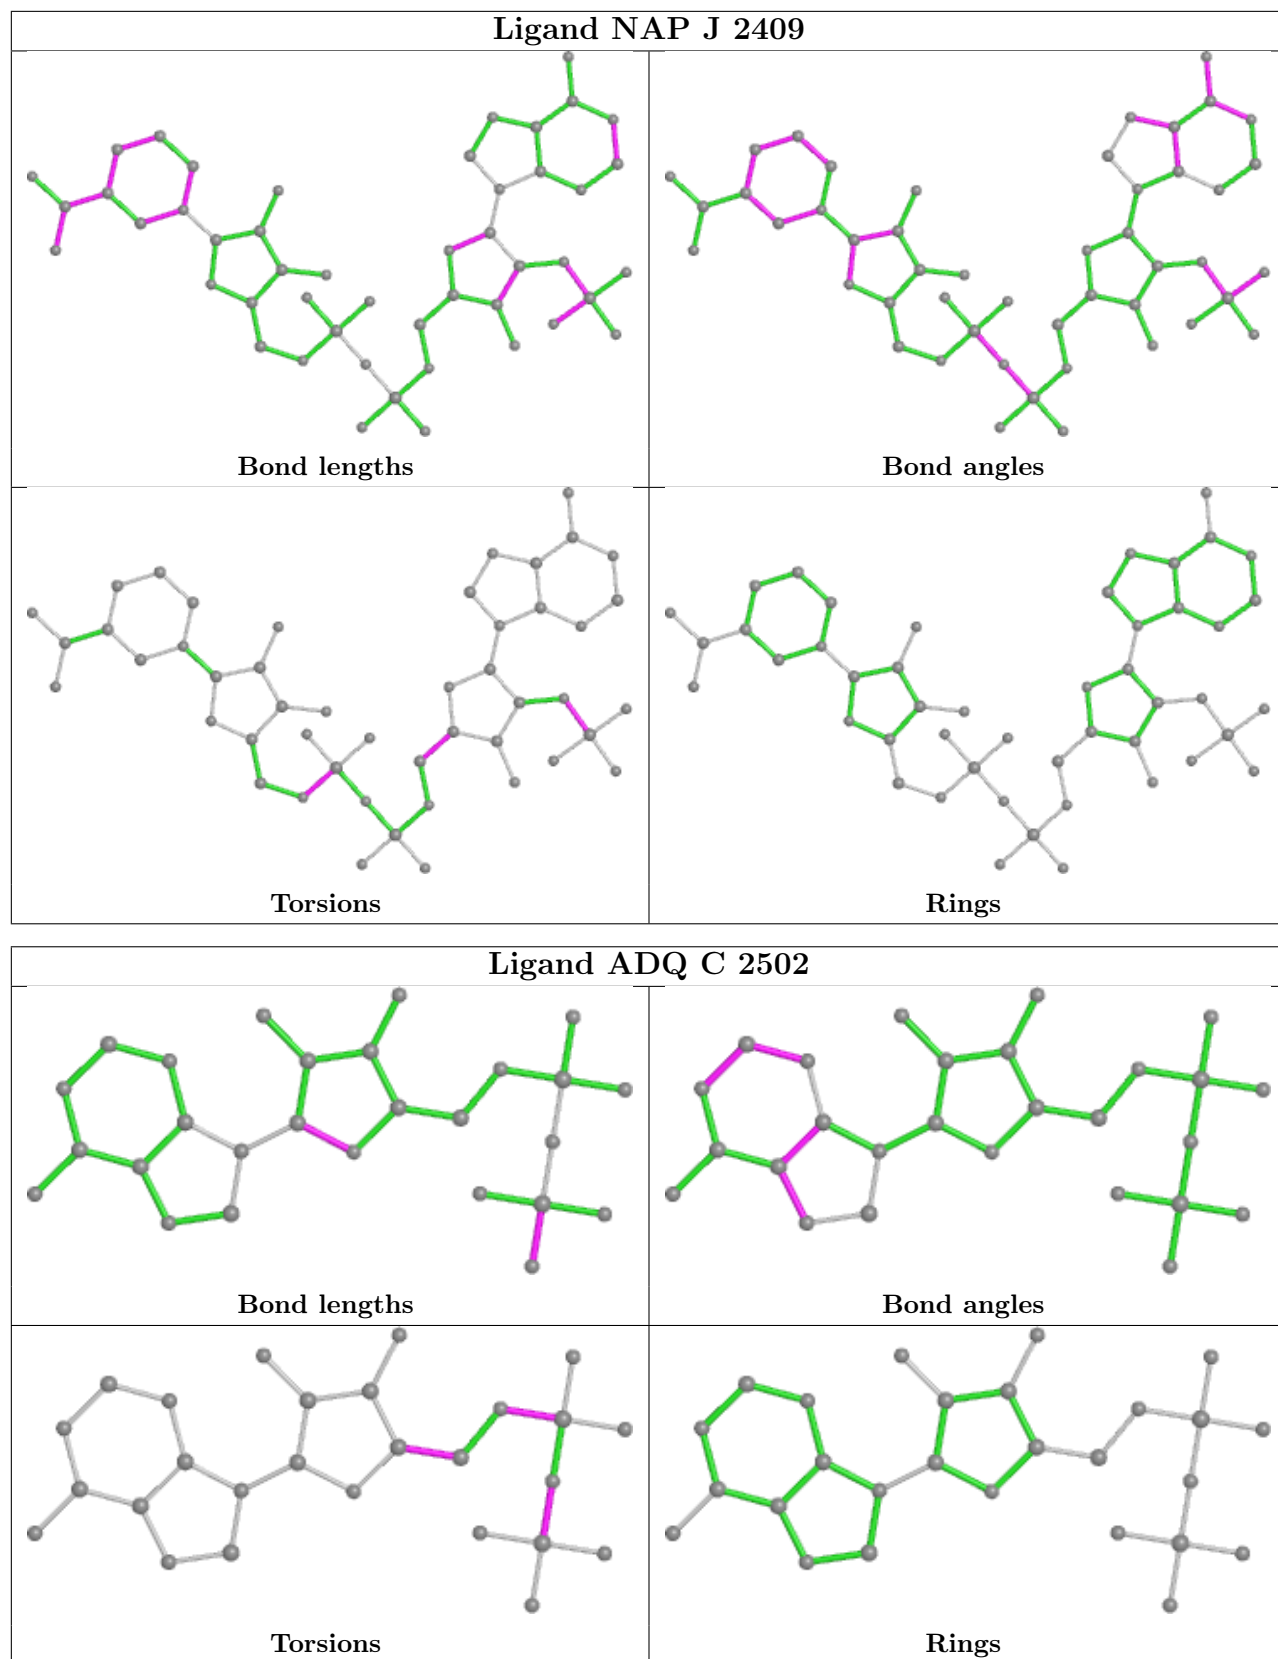 Ligand NAP J 2409
Bond lengths
Bond angles
Torsions
Rings
Ligand ADQ C 2502
Bond lengths
Bond angles
Torsions
Rings